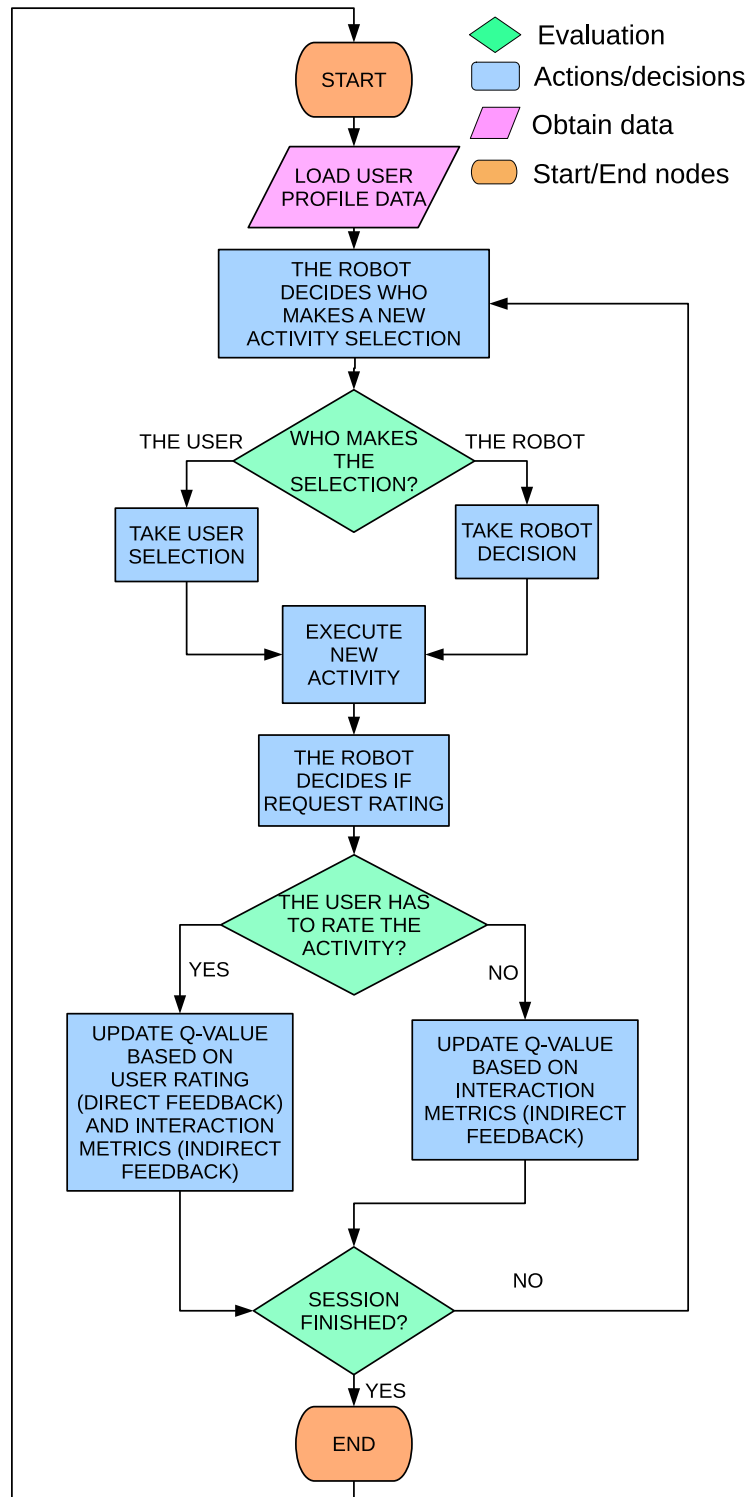 Evaluation
Actions/decisions
Obtain data
Start/End nodes
START
LOAD USER
PROFILE DATA
THE ROBOT
DECIDES WHO
MAKES A NEW
ACTIVITY SELECTION
WHO MAKES
THE
SELECTION?
THE USER
THE ROBOT
TAKE USER
SELECTION
TAKE ROBOT
DECISION
EXECUTE
NEW
ACTIVITY
THE ROBOT
DECIDES IF
REQUEST RATING
THE USER HAS
TO RATE THE
ACTIVITY?
YES
NO
UPDATE Q-VALUE
BASED ON
USER RATING
(DIRECT FEEDBACK)
AND INTERACTION
METRICS (INDIRECT
FEEDBACK)
UPDATE Q-VALUE
BASED ON
INTERACTION
METRICS (INDIRECT
FEEDBACK)
SESSION
FINISHED?
NO
YES
END